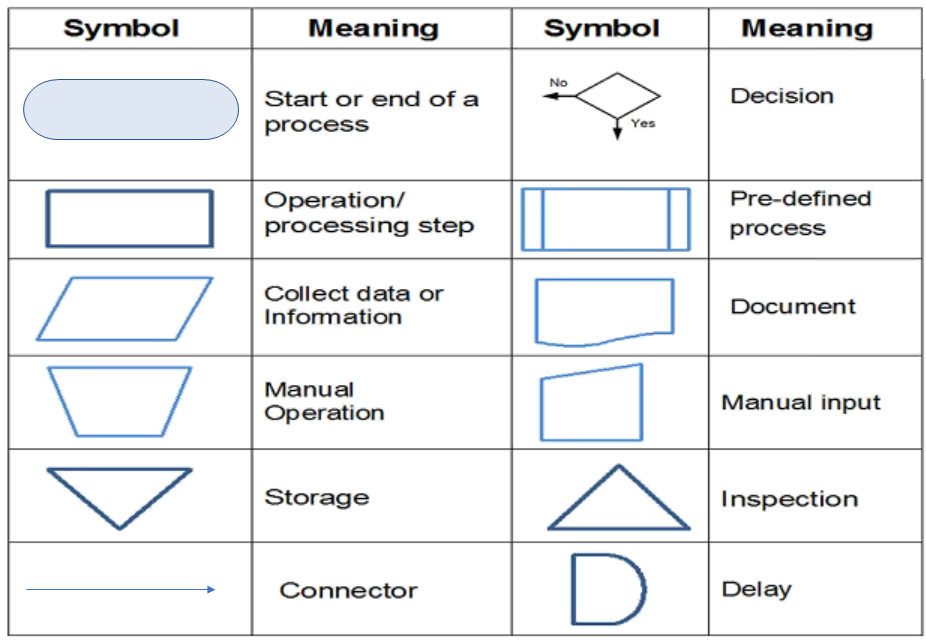 Symbol Meaning Symbol Meaning
Start or end of a
process
No
Yes
Decision
Operation/
processing step
Pre-defined
process
Collect data or
Information
Document
Manual
Operation
Manual input
Storage
Inspection
Connector
Delay